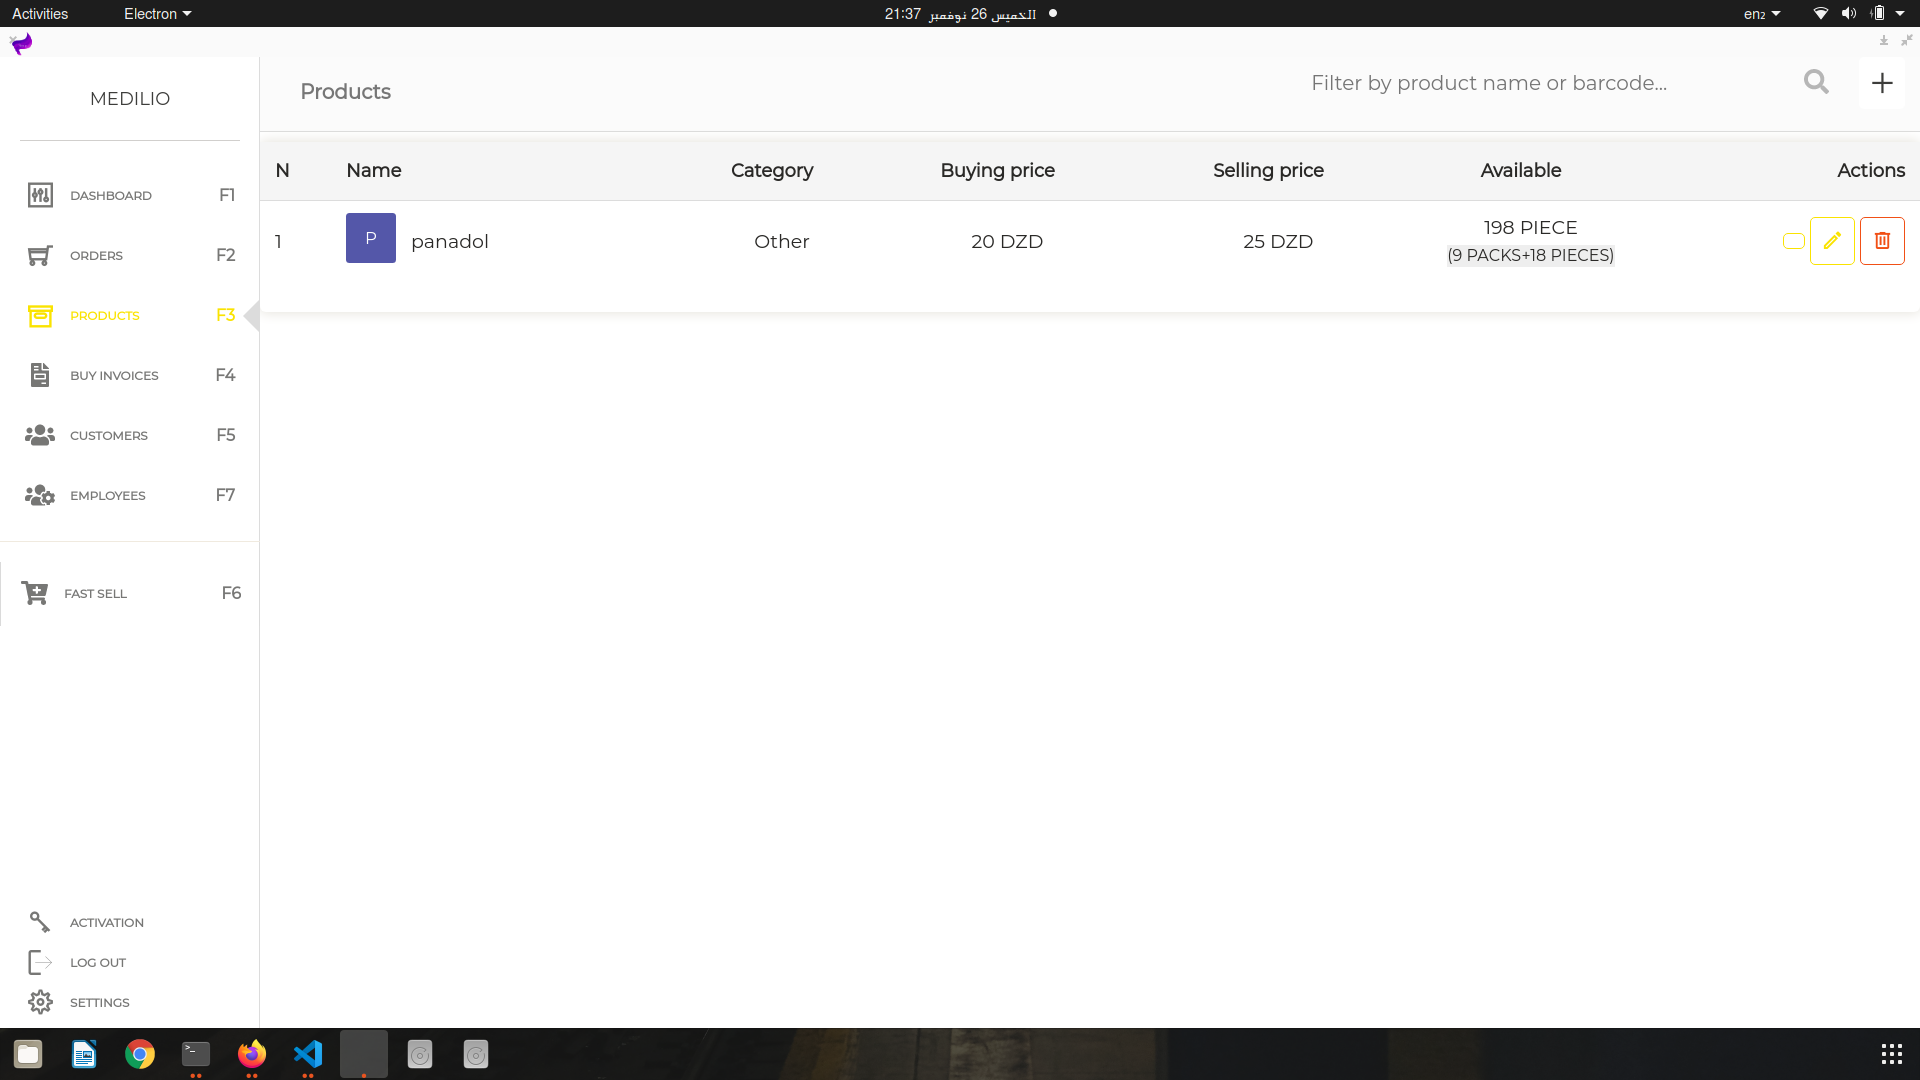 Activities Electron 21:37 الخميس 26 نوفمبر en₂
MEDILIO
Products
Filter by product name or barcode...
DASHBOARD F1
ORDERS F2
PRODUCTS F3
BUY INVOICES F4
CUSTOMERS F5
EMPLOYEES F7
FAST SELL F6
ACTIVATION
LOG OUT
SETTINGS
N Name Category Buying price Selling price Available Actions
1 P panadol Other 20 DZD 25 DZD 198 PIECE
(9 PACKS+18 PIECES)